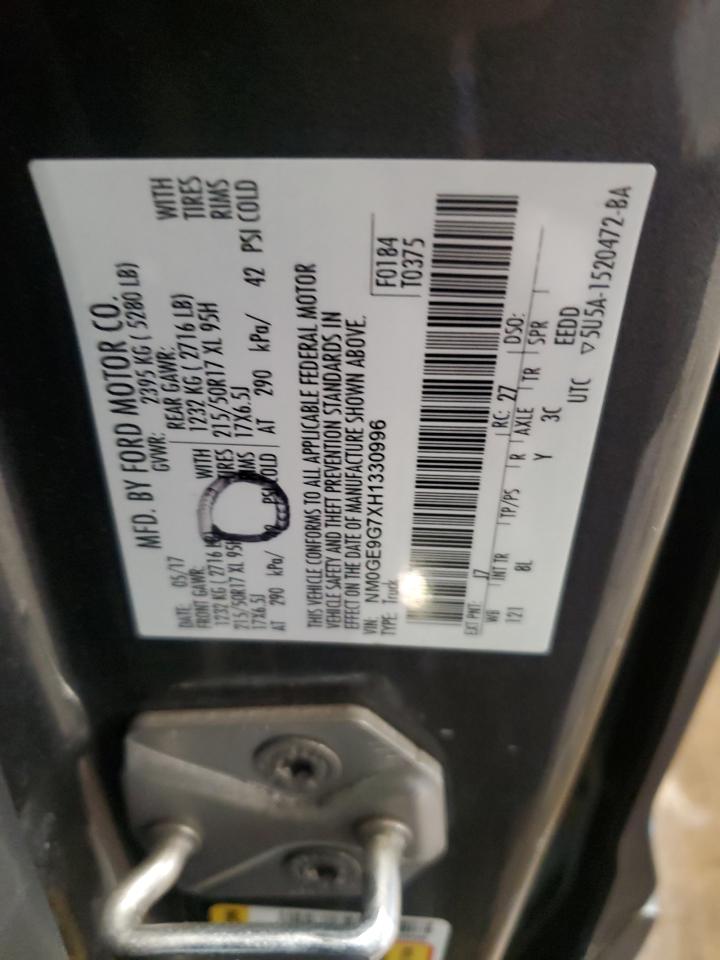 MFD. BY FORD MOTOR CO.
DATE: 05/17 GVWR: 2395 KG ( 5280 LB)
FRONT GAWR: REAR GAWR:
1232 KG ( 2716 LB) WITH 1232 KG ( 2716 LB) WITH
215/50R17 XL 95H TIRES 215/50R17 XL 95H TIRES
17X6.5J RIMS 17X6.5J RIMS
AT 290 kPa/ PSI COLD AT 290 kPa/ 42 PSI COLD
THIS VEHICLE CONFORMS TO ALL APPLICABLE FEDERAL MOTOR
VEHICLE SAFETY AND THEFT PREVENTION STANDARDS IN
EFFECT ON THE DATE OF MANUFACTURE SHOWN ABOVE.
VIN: NM0GE9G7XH1330996
TYPE: Truck
F0184
T0375
EXT PNT: J7 RC: 27 DSO:
WB INT TR TP/PS R AXLE TR SPR
121 8L Y 3C EEDD
UTC ▽5U5A-1520472-BA